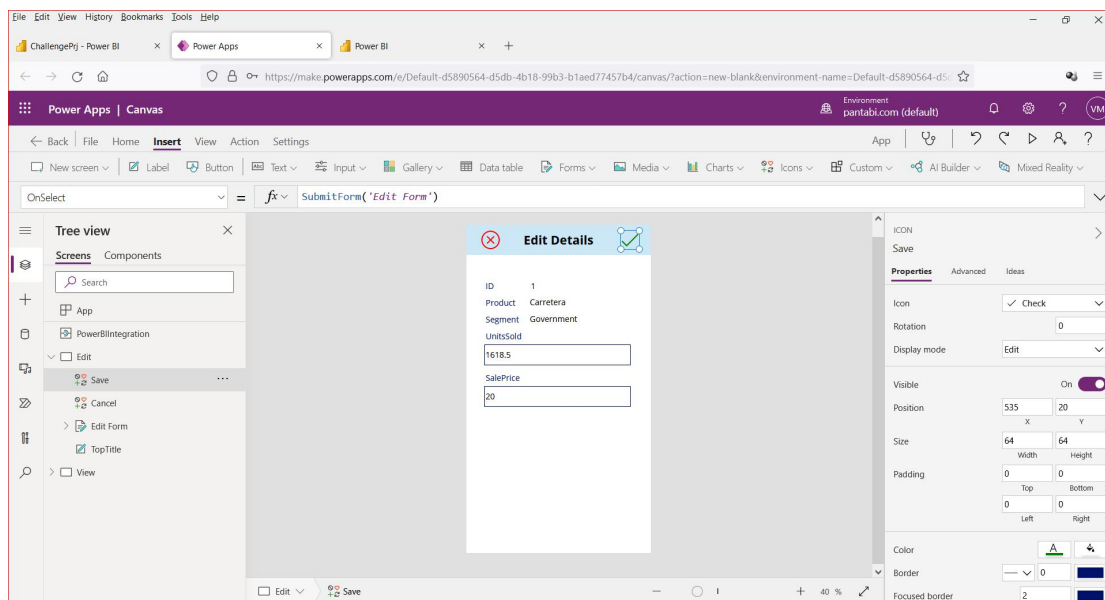 File Edit View History Bookmarks Tools Help
ChallengePrj - Power BI × Power Apps × Power BI × +
https://make.powerapps.com/e/Default-d5890564-d5db-4b18-99b3-b1aed77457b4/canvas/?action=new-blank&environment-name=Default-d5890564-d5
Power Apps | Canvas
Environment
pantabi.com (default)
? VM
Back File Home Insert View Action Settings App ?
New screen Label Button Text Input Gallery Data table Forms Media Charts Icons Custom AI Builder Mixed Reality
OnSelect = fx SubmitForm('Edit Form')
Tree view
Screens Components
Search
App
PowerBIIntegration
Edit
Save ...
Cancel
Edit Form
TopTitle
View
Edit Details
ID 1
Product Carretera
Segment Government
UnitsSold
1618.5
SalePrice
20
Edit Save
− + 40 %
ICON
Save
Properties Advanced Ideas
Icon Check
Rotation 0
Display mode Edit
Visible On
Position 535 20
X Y
Size 64 64
Width Height
Padding 0 0
Top Bottom
0 0
Left Right
Color A
Border 0
Focused border 2